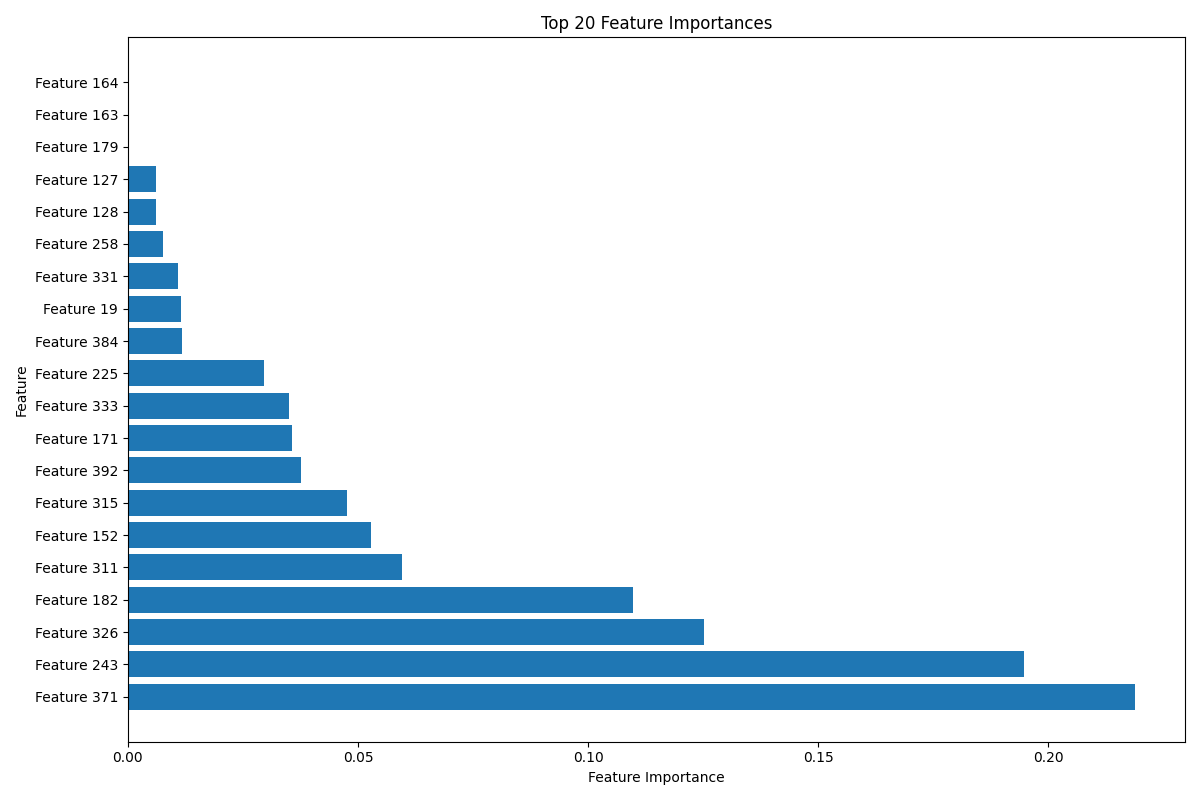 Top 20 Feature Importances
Feature 164
Feature 163
Feature 179
Feature 127
Feature 128
Feature 258
Feature 331
Feature 19
Feature 384
Feature 225
Feature 333
Feature 171
Feature 392
Feature 315
Feature 152
Feature 311
Feature 182
Feature 326
Feature 243
Feature 371
Feature
0.00 0.05 0.10 0.15 0.20
Feature Importance